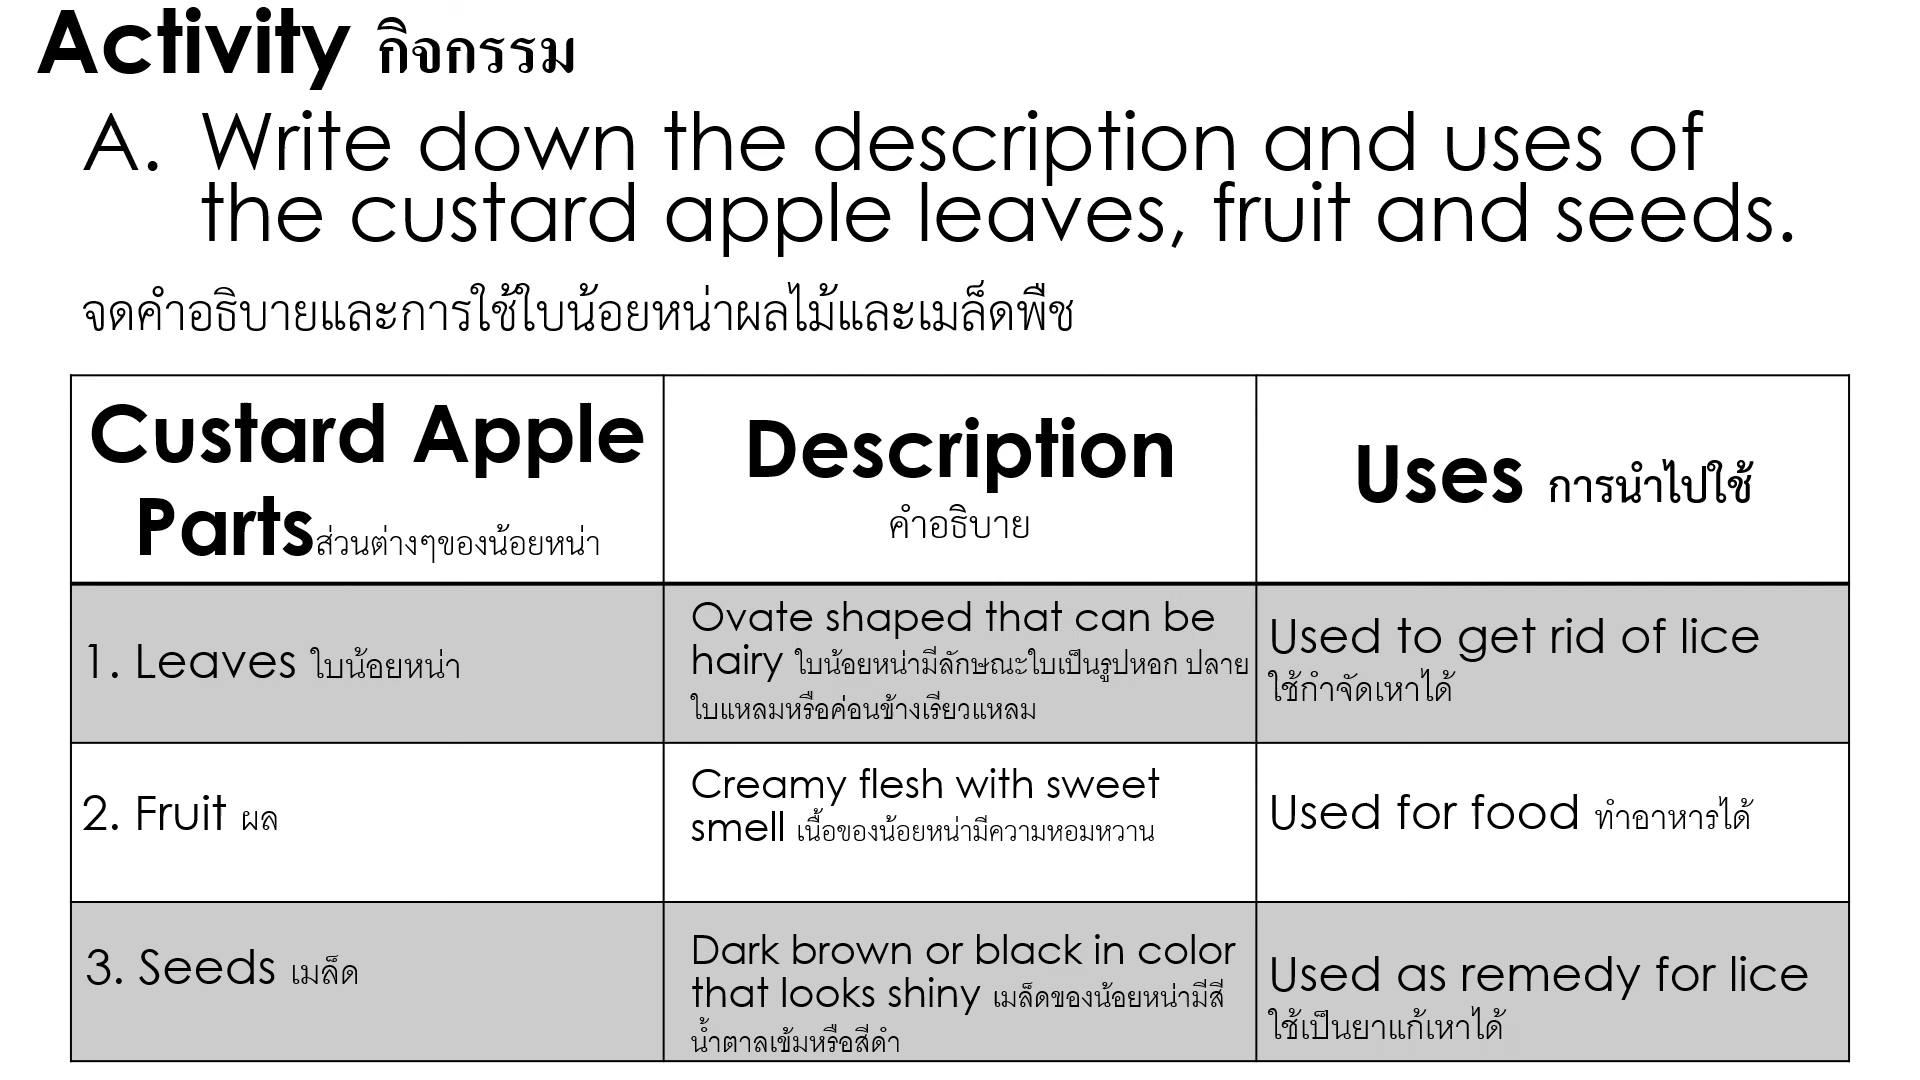 Activity กิจกรรม
A. Write down the description and uses of
the custard apple leaves, fruit and seeds.
จดคำอธิบายและการใช้ใบน้อยหน่าผลไม้และเมล็ดพืช
Custard Apple
Partsส่วนต่างๆของน้อยหน่า
Description
คำอธิบาย
Uses การนำไปใช้
1. Leaves ใบน้อยหน่า
Ovate shaped that can be
hairy ใบน้อยหน่ามีลักษณะใบเป็นรูปหอก ปลาย
ใบแหลมหรือค่อนข้างเรียวแหลม
Used to get rid of lice
ใช้กำจัดเหาได้
2. Fruit ผล
Creamy flesh with sweet
smell เนื้อของน้อยหน่ามีความหอมหวาน
Used for food ทำอาหารได้
3. Seeds เมล็ด
Dark brown or black in color
that looks shiny เมล็ดของน้อยหน่ามีสี
น้ำตาลเข้มหรือสีดำ
Used as remedy for lice
ใช้เป็นยาแก้เหาได้